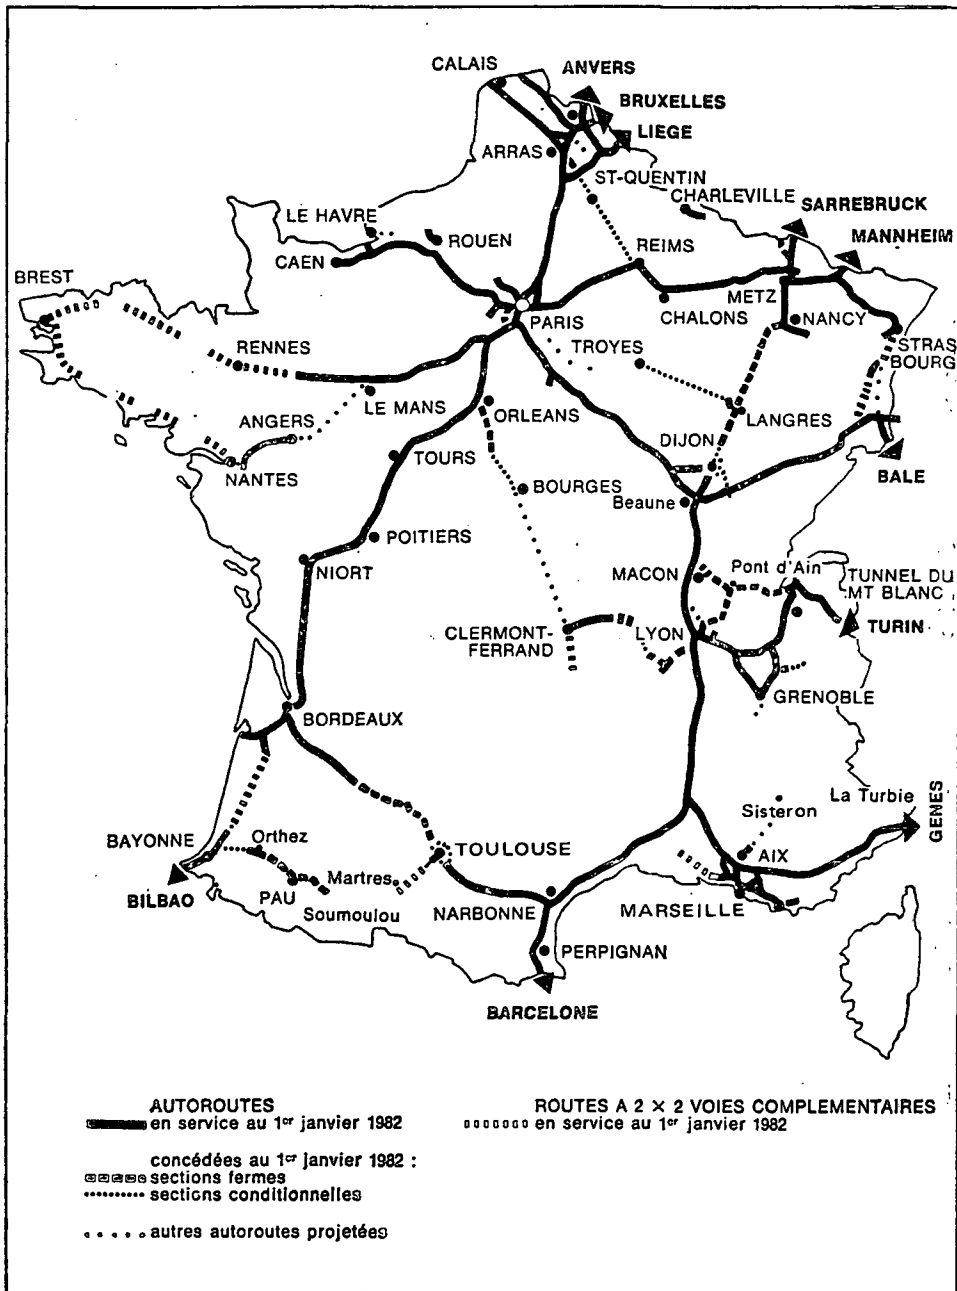 CALAIS
ANVERS
BRUXELLES
LIEGE
ARRAS
ST-QUENTIN
CHARLEVILLE
SARREBRUCK
LE HAVRE
ROUEN
REIMS
MANNHEIM
CAEN
BREST
METZ
PARIS
CHALONS
NANCY
RENNES
TROYES
STRAS
BOURG
LE MANS
ORLEANS
LANGRES
ANGERS
DIJON
TOURS
NANTES
BALE
BOURGES
Beaune
POITIERS
NIORT
MACON
Pont d'Ain
TUNNEL DU
MT BLANC
CLERMONT-
FERRAND
LYON
TURIN
GRENOBLE
BORDEAUX
La Turbie
GENES
Sisteron
BAYONNE
Orthez
TOULOUSE
AIX
BILBAO
PAU
Martres
Soumoulou
NARBONNE
MARSEILLE
PERPIGNAN
BARCELONE
AUTOROUTES
en service au 1er janvier 1982
concédées au 1er janvier 1982 :
sections fermes
sections conditionnelles
autres autoroutes projetées
ROUTES A 2 × 2 VOIES COMPLEMENTAIRES
en service au 1er janvier 1982